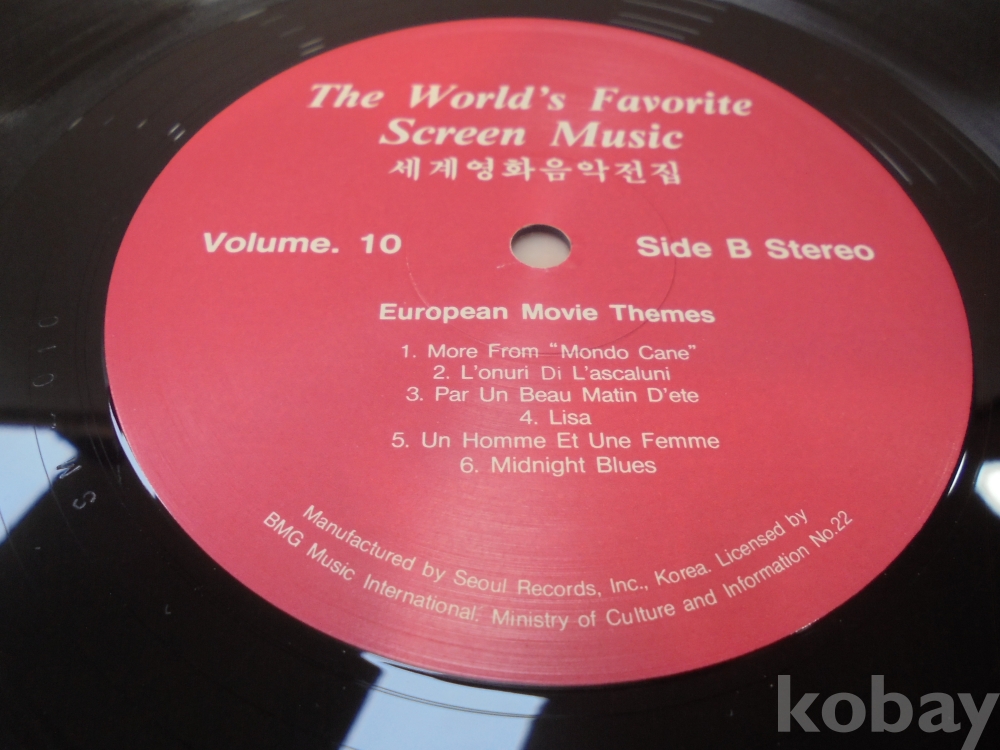 The World's Favorite
Screen Music
세계영화음악전집
Volume. 10
Side B Stereo
European Movie Themes
1. More From "Mondo Cane"
2. L'onuri Di L'ascaluni
3. Par Un Beau Matin D'ete
4. Lisa
5. Un Homme Et Une Femme
6. Midnight Blues
Manufactured by Seoul Records, Inc., Korea. Licensed by
BMG Music International. Ministry of Culture and Information No.22
kobay